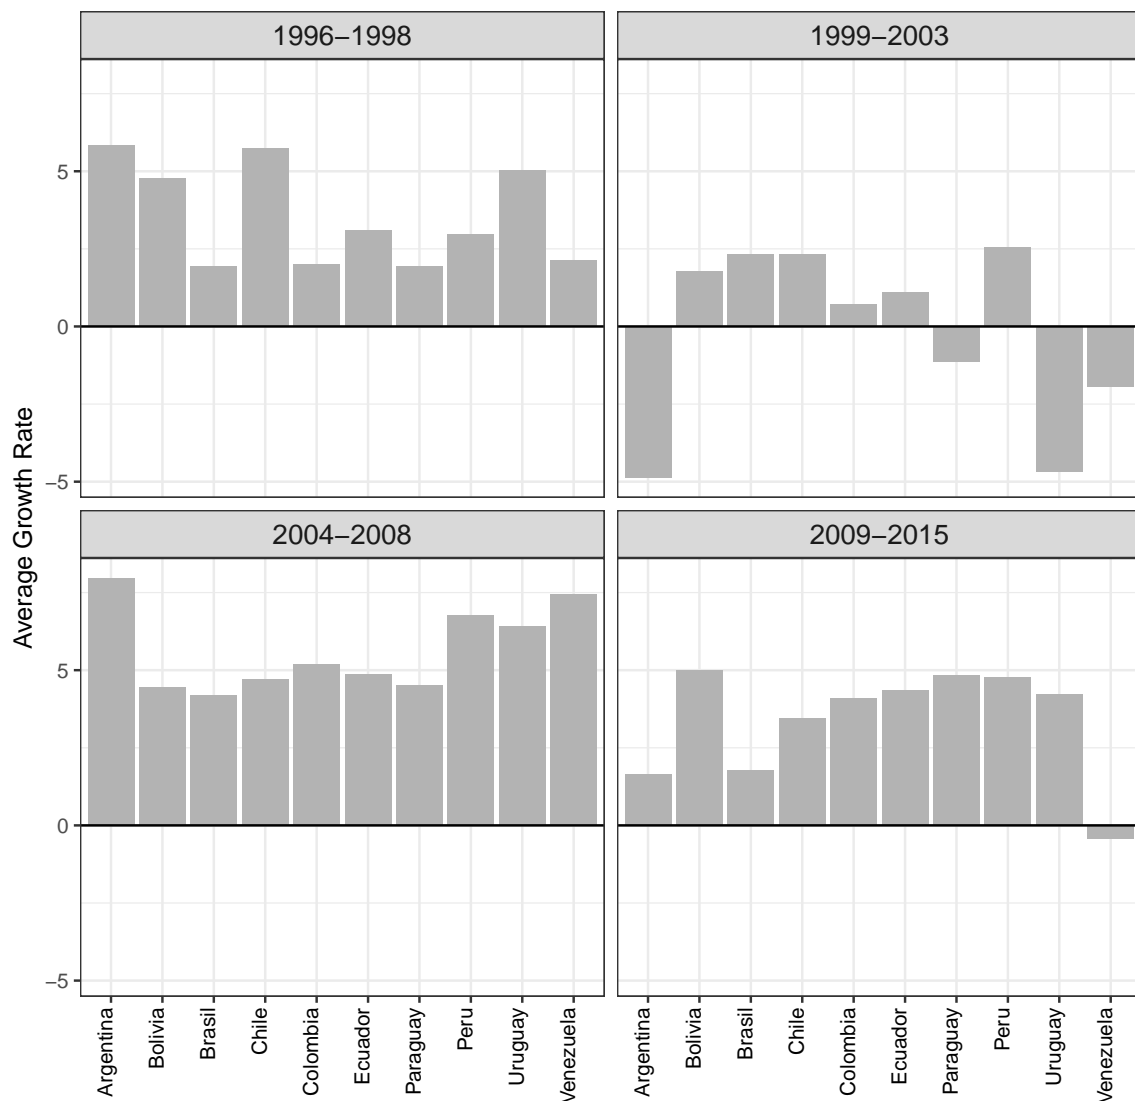 1996−1998
1999−2003
Average Growth Rate
5
0
−5
2004−2008
2009−2015
5
0
−5
Argentina
Bolivia
Brasil
Chile
Colombia
Ecuador
Paraguay
Peru
Uruguay
Venezuela
Argentina
Bolivia
Brasil
Chile
Colombia
Ecuador
Paraguay
Peru
Uruguay
Venezuela